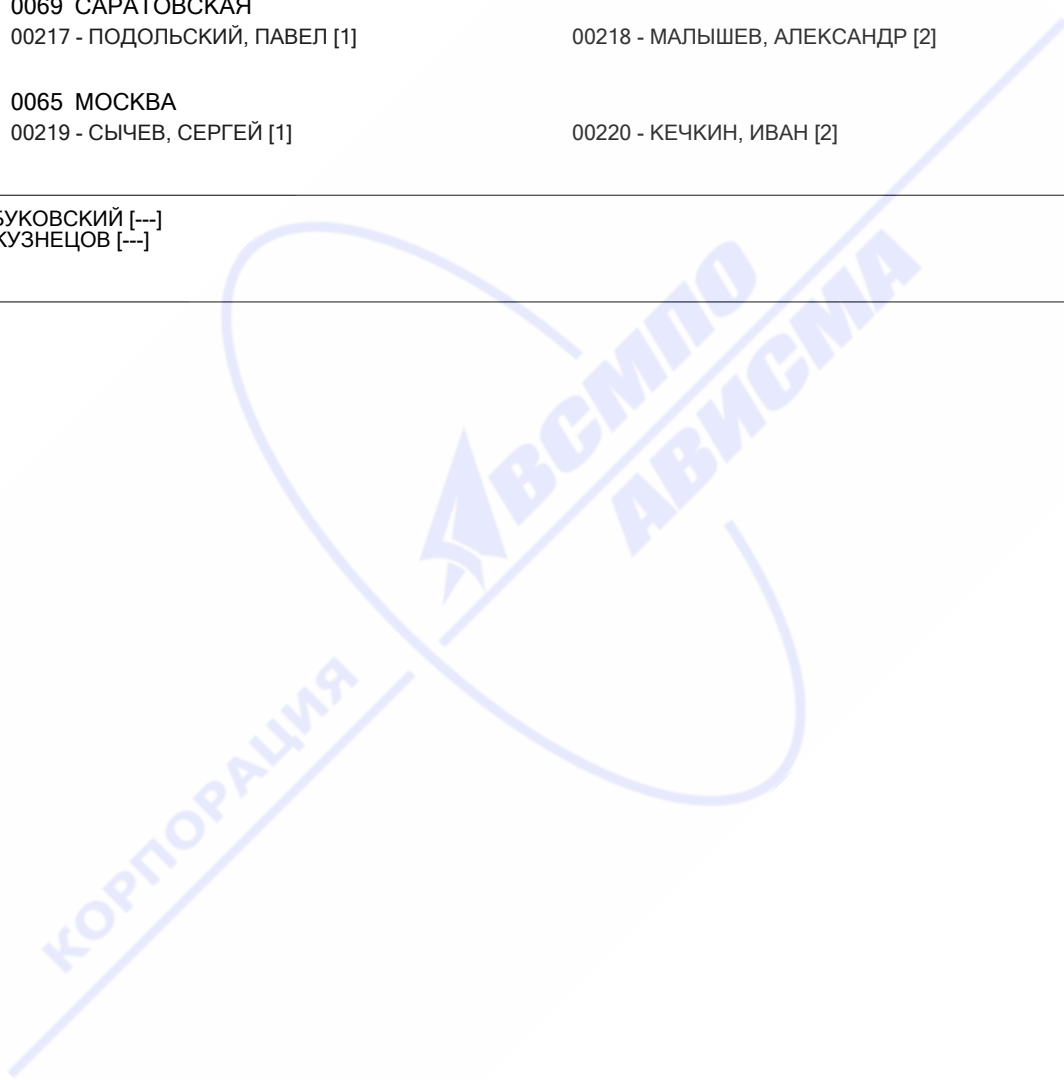 0069 САРАТОВСКАЯ
00217 - ПОДОЛЬСКИЙ, ПАВЕЛ [1] 00218 - МАЛЫШЕВ, АЛЕКСАНДР [2]
0065 МОСКВА
00219 - СЫЧЕВ, СЕРГЕЙ [1] 00220 - КЕЧКИН, ИВАН [2]
БУКОВСКИЙ [---]
КУЗНЕЦОВ [---]
ВСМПО
АВИСМА
КОРПОРАЦИЯ